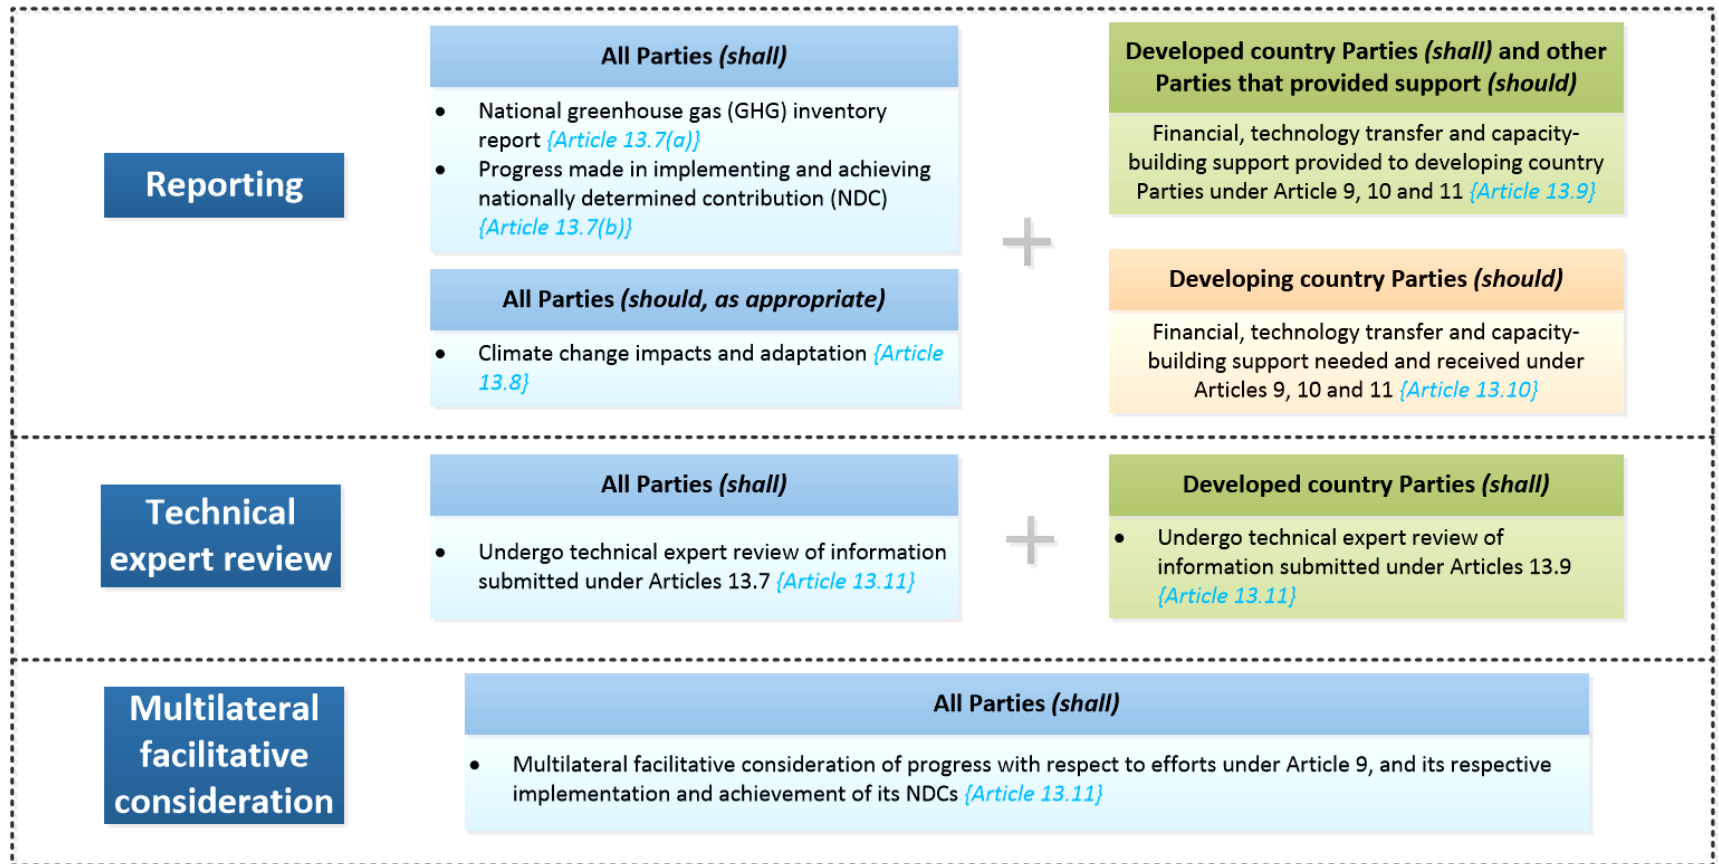 Reporting
All Parties (shall)
• National greenhouse gas (GHG) inventory
report {Article 13.7(a)}
• Progress made in implementing and achieving
nationally determined contribution (NDC)
{Article 13.7(b)}
All Parties (should, as appropriate)
• Climate change impacts and adaptation {Article
13.8}
+
Developed country Parties (shall) and other
Parties that provided support (should)
Financial, technology transfer and capacity-
building support provided to developing country
Parties under Article 9, 10 and 11 {Article 13.9}
Developing country Parties (should)
Financial, technology transfer and capacity-
building support needed and received under
Articles 9, 10 and 11 {Article 13.10}
Technical
expert review
All Parties (shall)
• Undergo technical expert review of information
submitted under Articles 13.7 {Article 13.11}
+
Developed country Parties (shall)
• Undergo technical expert review of
information submitted under Articles 13.9
{Article 13.11}
Multilateral
facilitative
consideration
All Parties (shall)
• Multilateral facilitative consideration of progress with respect to efforts under Article 9, and its respective
implementation and achievement of its NDCs {Article 13.11}